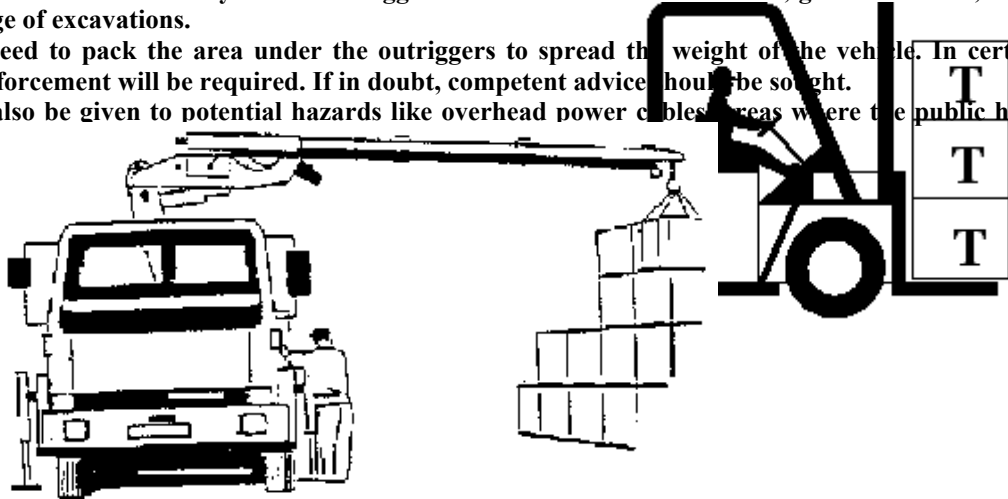 ge of excavations.
eed to pack the area under the outriggers to spread the weight of the vehicle. In cert
forcement will be required. If in doubt, competent advice should be sought.
also be given to potential hazards like overhead power cables areas where the public h
T
T
T